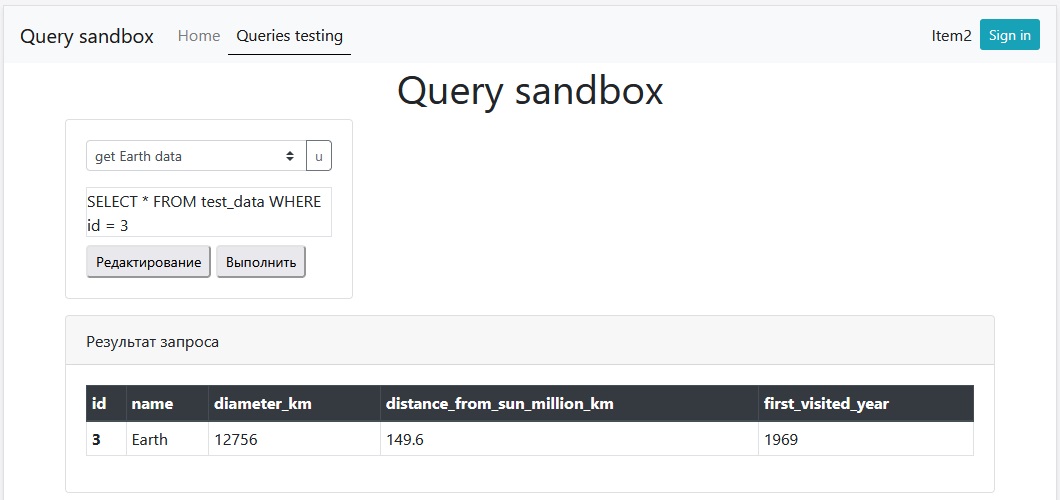 Query sandbox Home Queries testing Item2 Sign in
Query sandbox
get Earth data u
SELECT * FROM test_data WHERE
id = 3
Редактирование Выполнить
Результат запроса
id name diameter_km distance_from_sun_million_km first_visited_year
3 Earth 12756 149.6 1969